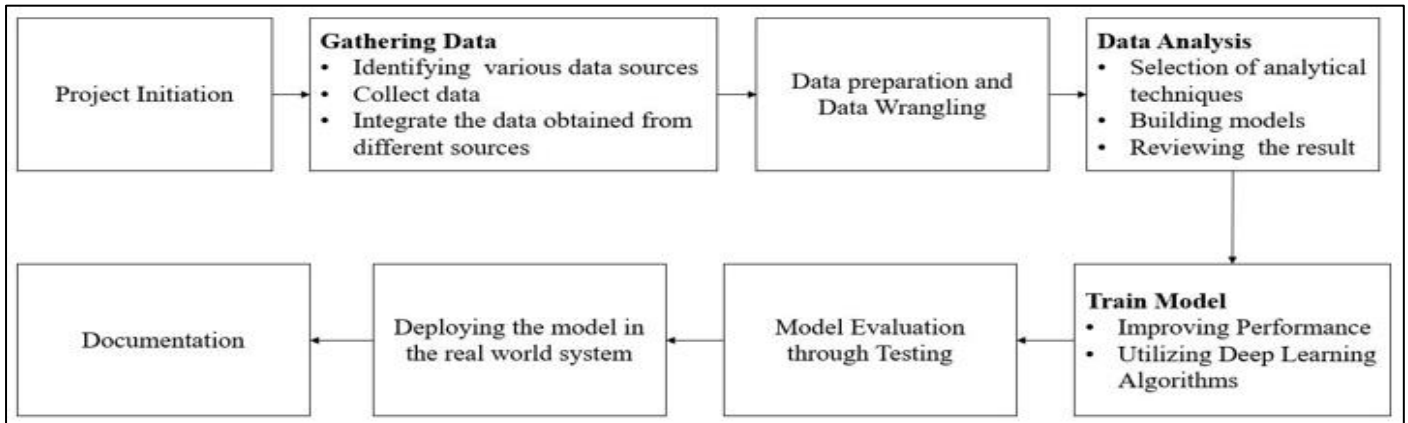 Project Initiation
Gathering Data
• Identifying various data sources
• Collect data
• Integrate the data obtained from
different sources
Data preparation and
Data Wrangling
Data Analysis
• Selection of analytical
techniques
• Building models
• Reviewing the result
Train Model
• Improving Performance
• Utilizing Deep Learning
Algorithms
Model Evaluation
through Testing
Deploying the model in
the real world system
Documentation